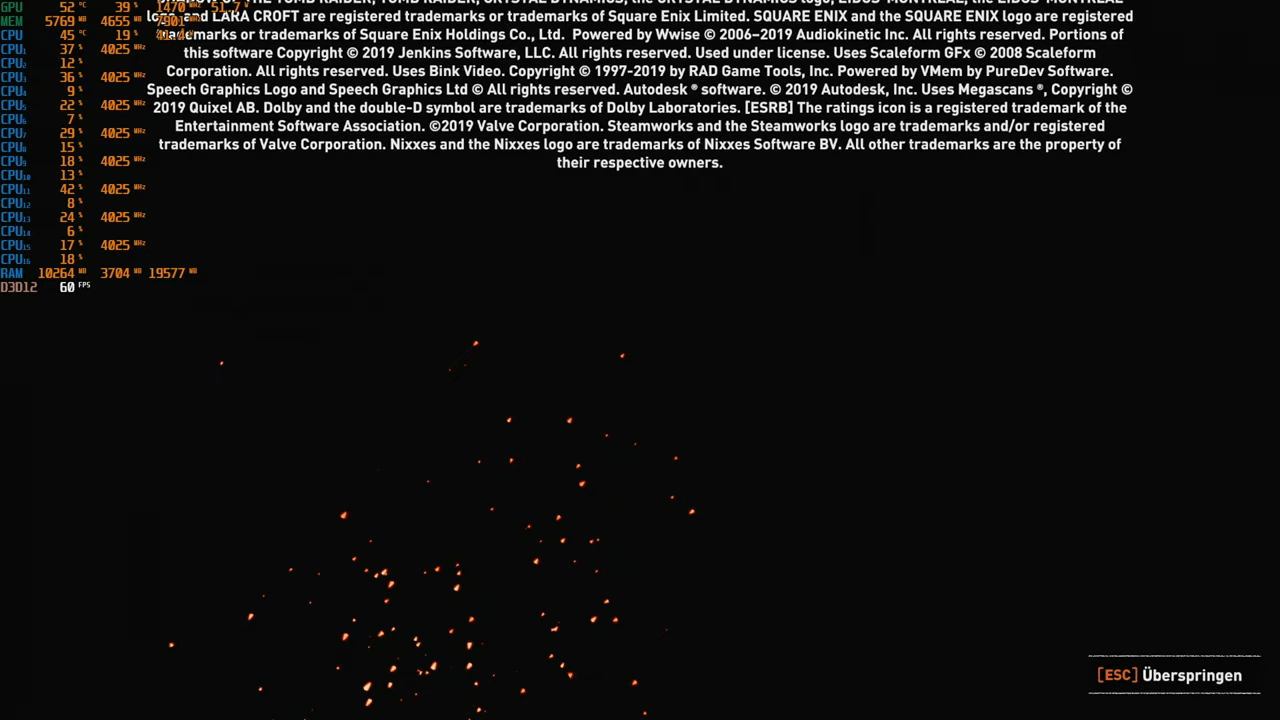 GPU 52 °C 39 % 1470 MHz 51.7 W
MEM 5769 MB 4655 MB 7301
CPU 45 °C 19 %
CPU1 37 % 4025 MHz
CPU2 12 %
CPU3 36 % 4025 MHz
CPU4 9 %
CPU5 22 % 4025 MHz
CPU6 7 %
CPU7 29 % 4025 MHz
CPU8 15 %
CPU9 18 % 4025 MHz
CPU10 13 %
CPU11 42 % 4025 MHz
CPU12 8 %
CPU13 24 % 4025 MHz
CPU14 6 %
CPU15 17 % 4025 MHz
CPU16 18 %
RAM 10264 MB 3704 MB 19577 MB
D3D12 60 FPS
logo and LARA CROFT are registered trademarks or trademarks of Square Enix Limited. SQUARE ENIX and the SQUARE ENIX logo are registered
trademarks or trademarks of Square Enix Holdings Co., Ltd. Powered by Wwise © 2006–2019 Audiokinetic Inc. All rights reserved. Portions of
this software Copyright © 2019 Jenkins Software, LLC. All rights reserved. Used under license. Uses Scaleform GFx © 2008 Scaleform
Corporation. All rights reserved. Uses Bink Video. Copyright © 1997-2019 by RAD Game Tools, Inc. Powered by VMem by PureDev Software.
Speech Graphics Logo and Speech Graphics Ltd © All rights reserved. Autodesk ® software. © 2019 Autodesk, Inc. Uses Megascans ®, Copyright ©
2019 Quixel AB. Dolby and the double-D symbol are trademarks of Dolby Laboratories. [ESRB] The ratings icon is a registered trademark of the
Entertainment Software Association. ©2019 Valve Corporation. Steamworks and the Steamworks logo are trademarks and/or registered
trademarks of Valve Corporation. Nixxes and the Nixxes logo are trademarks of Nixxes Software BV. All other trademarks are the property of
their respective owners.
[ESC] Überspringen